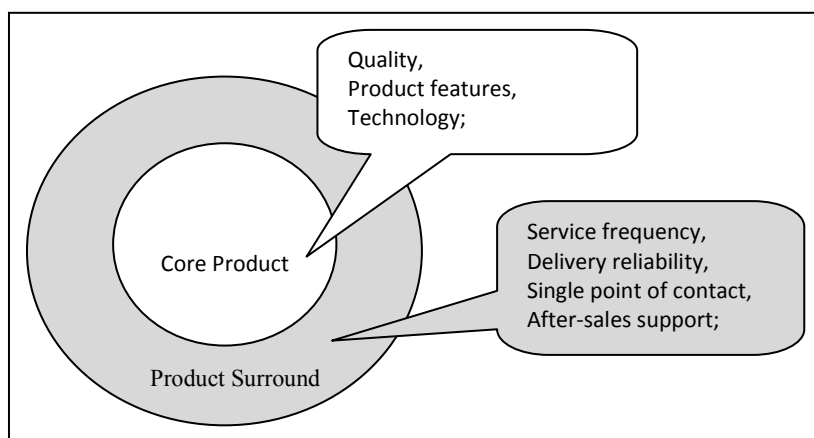 Quality,
Product features,
Technology;
Core Product
Service frequency,
Delivery reliability,
Single point of contact,
After-sales support;
Product Surround